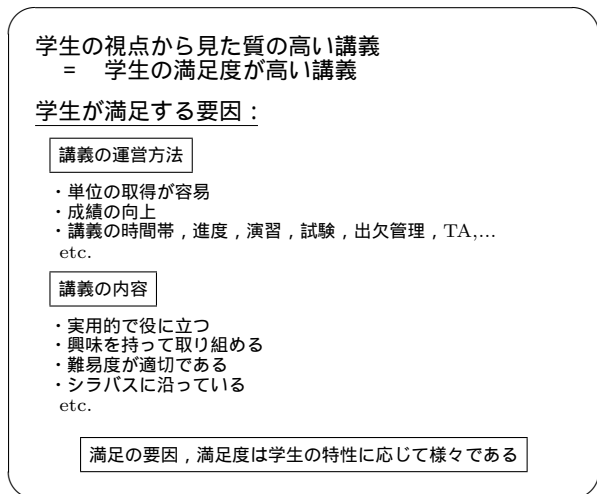 学生の視点から見た質の高い講義
= 学生の満足度が高い講義
学生が満足する要因：
講義の運営方法
・単位の取得が容易
・成績の向上
・講義の時間帯，進度，演習，試験，出欠管理，TA,...
etc.
講義の内容
・実用的で役に立つ
・興味を持って取り組める
・難易度が適切である
・シラバスに沿っている
etc.
満足の要因，満足度は学生の特性に応じて様々である